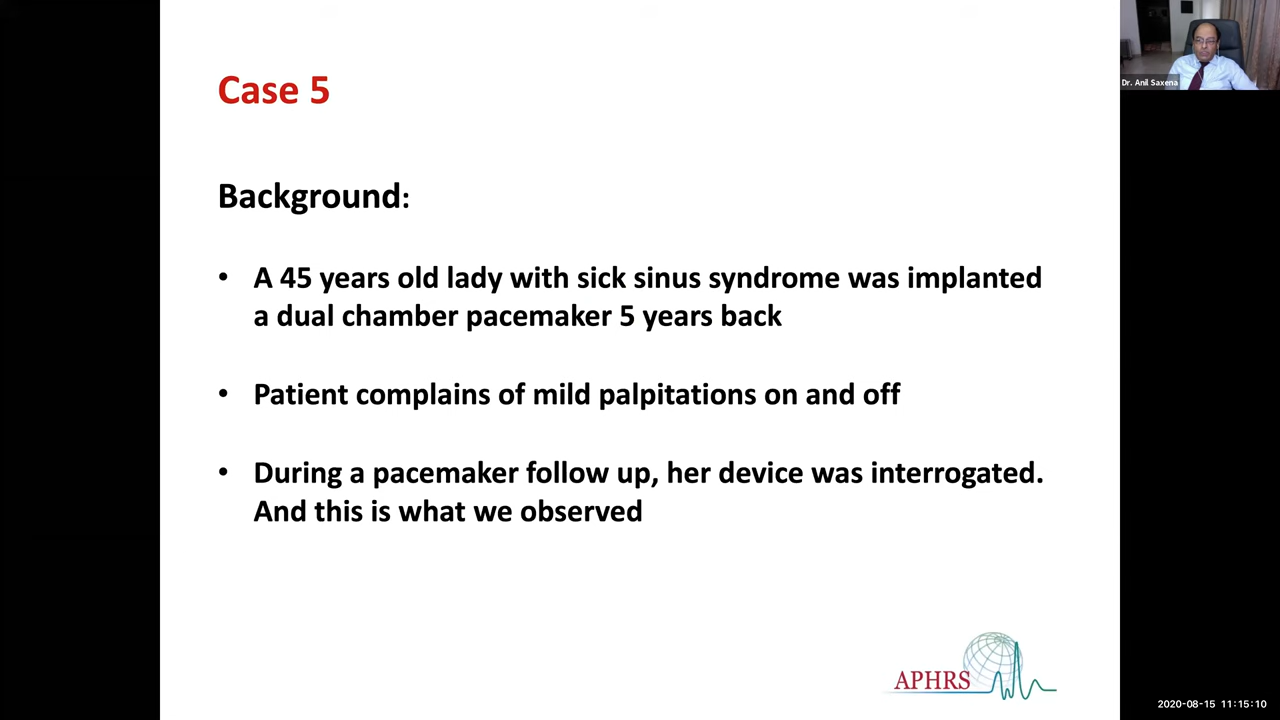 Case 5
Dr. Anil Saxena
Background:
• A 45 years old lady with sick sinus syndrome was implanted
a dual chamber pacemaker 5 years back
• Patient complains of mild palpitations on and off
• During a pacemaker follow up, her device was interrogated.
And this is what we observed
APHRS
2020-08-15 11:15:10